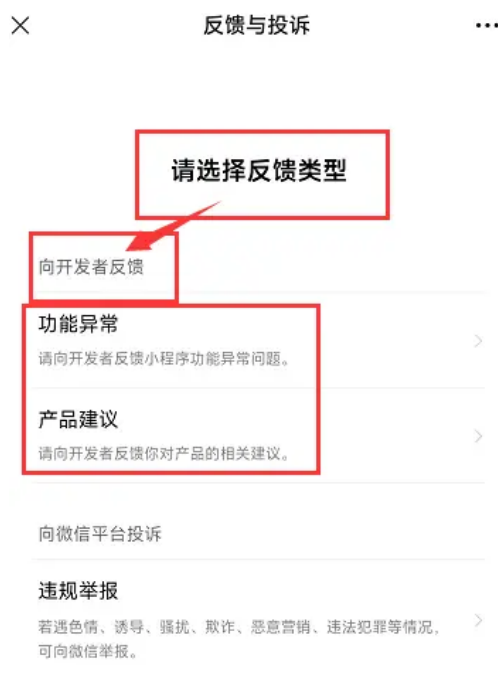 反馈与投诉
请选择反馈类型
向开发者反馈
功能异常
请向开发者反馈小程序功能异常问题。
产品建议
请向开发者反馈你对产品的相关建议。
向微信平台投诉
违规举报
若遇色情、诱导、骚扰、欺诈、恶意营销、违法犯罪等情况，
可向微信举报。